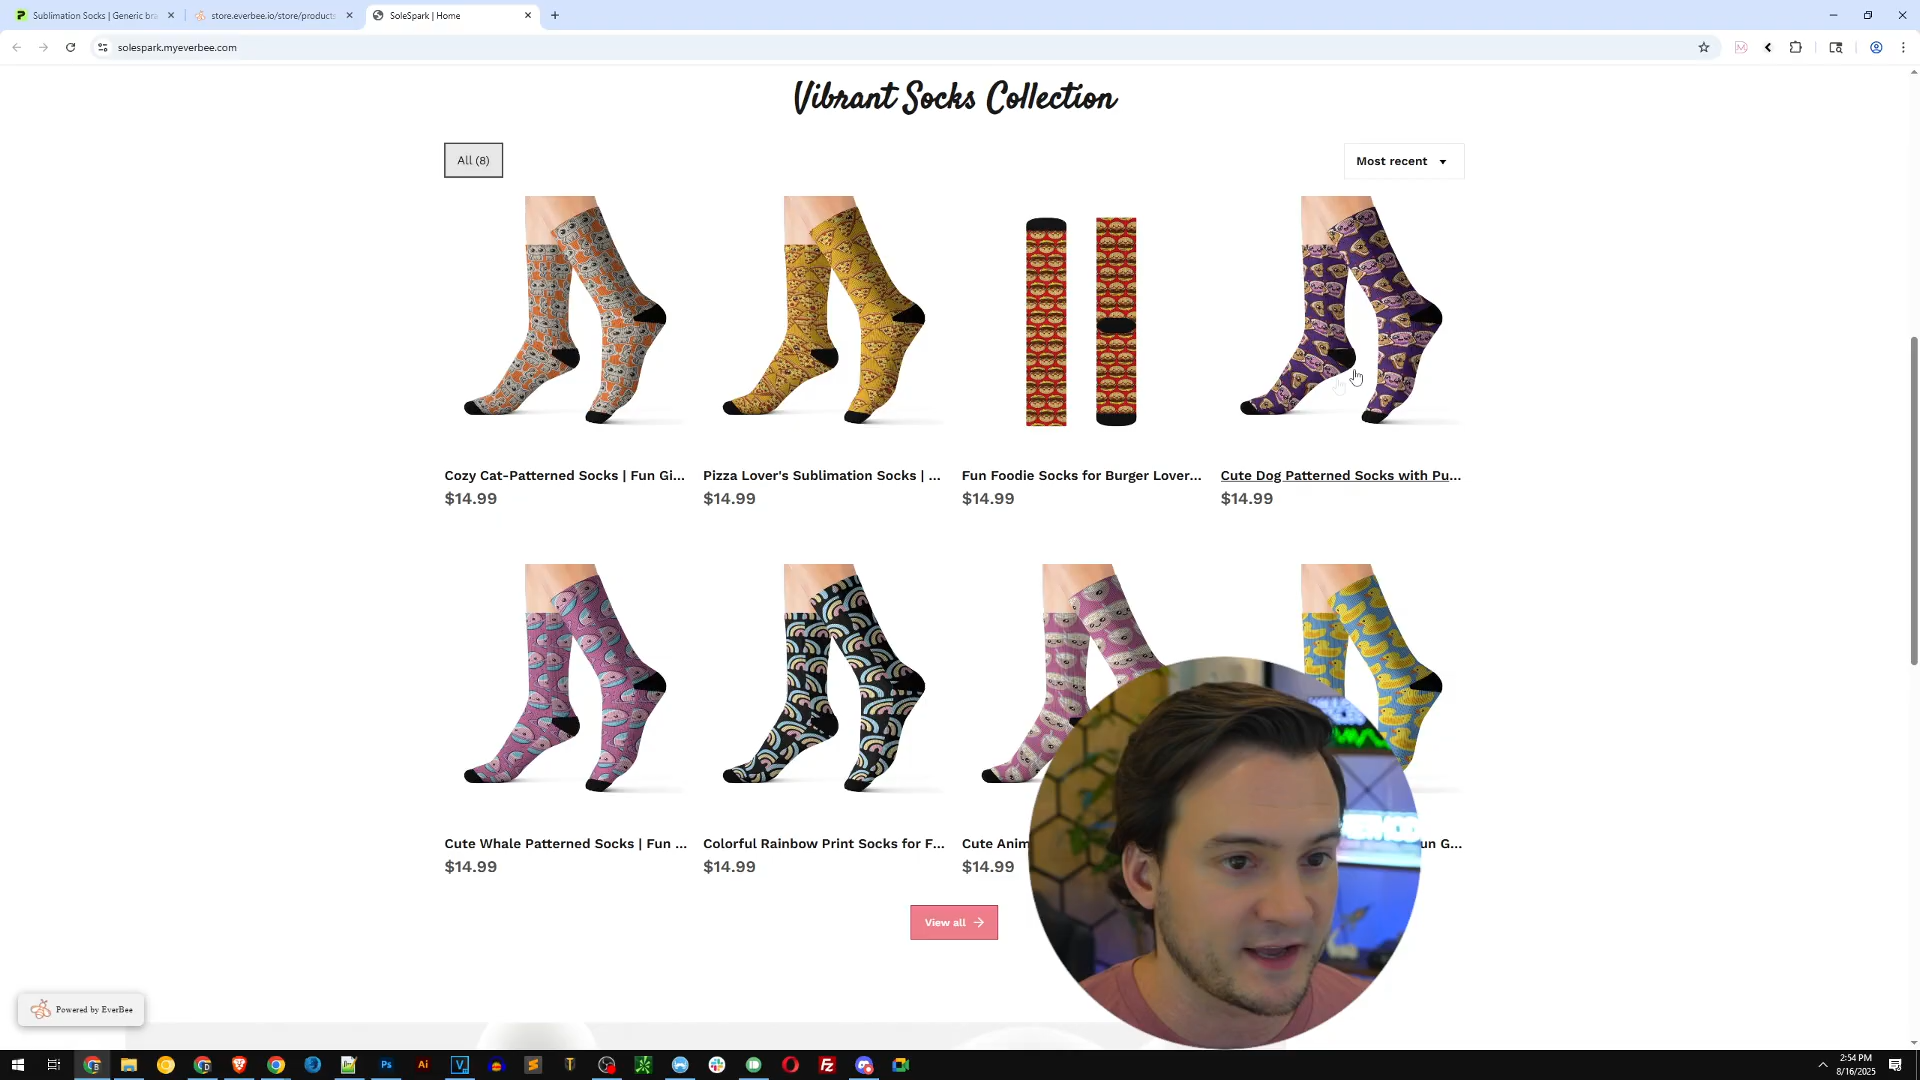 Sublimation Socks | Generic bra
store.everbee.io/store/products
SoleSpark | Home
solespark.myeverbee.com
Vibrant Socks Collection
All (8)
Most recent
Cozy Cat-Patterned Socks | Fun Gi...
$14.99
Pizza Lover's Sublimation Socks | ...
$14.99
Fun Foodie Socks for Burger Lover...
$14.99
Cute Dog Patterned Socks with Pu...
$14.99
Cute Whale Patterned Socks | Fun ...
$14.99
Colorful Rainbow Print Socks for F...
$14.99
Cute Anim
$14.99
un G...
View all
Powered by EverBee
2:54 PM
8/16/2025